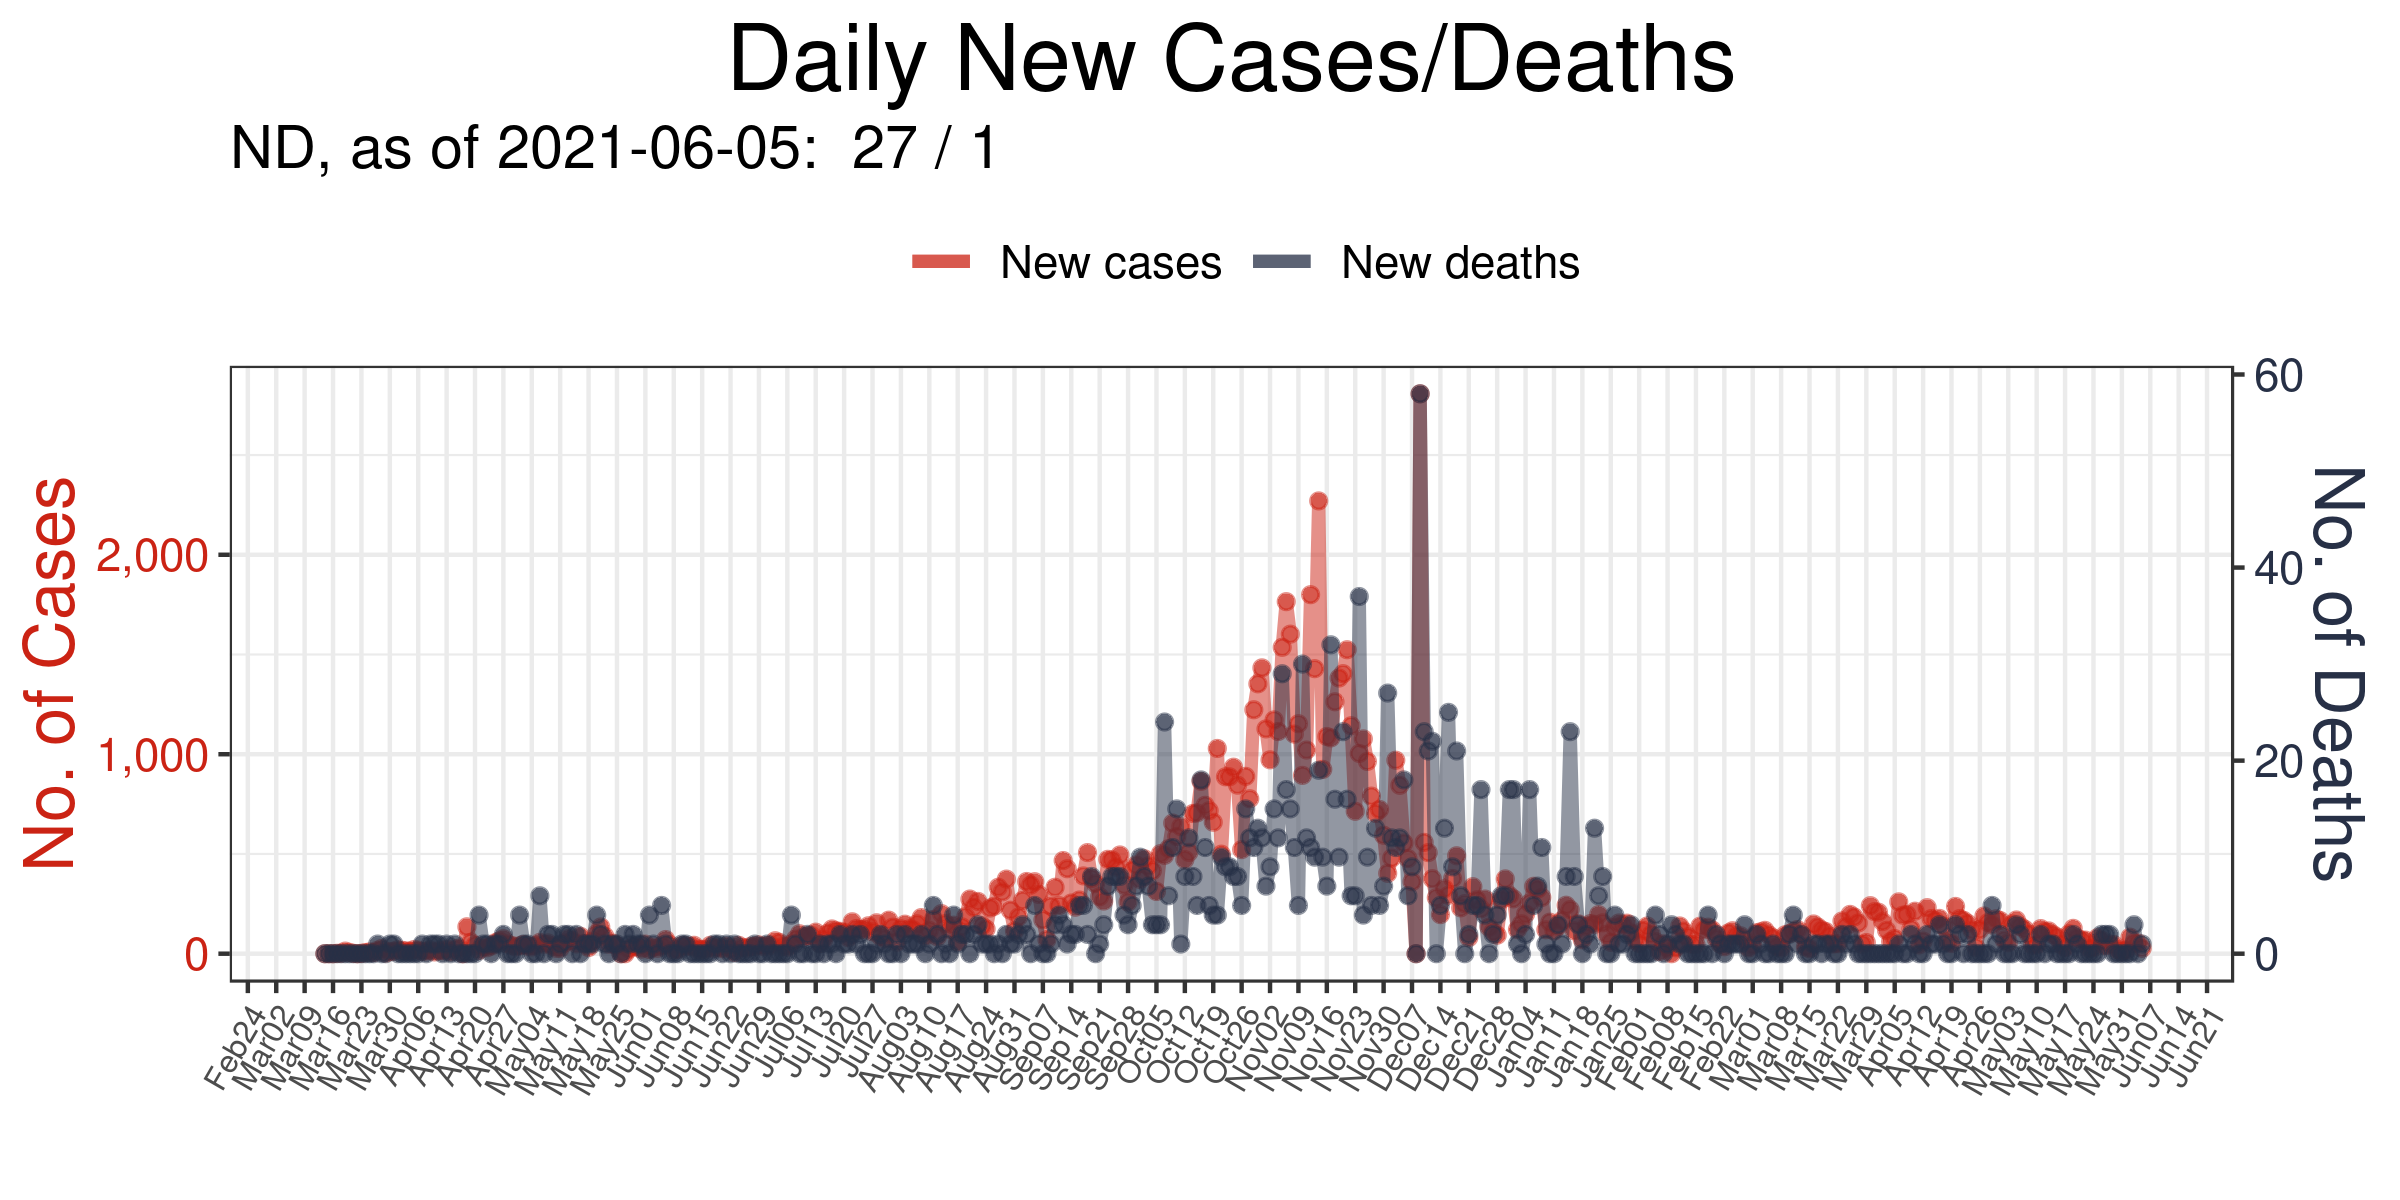 Daily New Cases/Deaths
ND, as of 2021-06-05:  27 / 1
New cases
New deaths
No. of Cases
2,000
1,000
0
60
40
20
0
No. of Deaths
Feb24
Mar02
Mar09
Mar16
Mar23
Mar30
Apr06
Apr13
Apr20
Apr27
May04
May11
May18
May25
Jun01
Jun08
Jun15
Jun22
Jun29
Jul06
Jul13
Jul20
Jul27
Aug03
Aug10
Aug17
Aug24
Aug31
Sep07
Sep14
Sep21
Sep28
Oct05
Oct12
Oct19
Oct26
Nov02
Nov09
Nov16
Nov23
Nov30
Dec07
Dec14
Dec21
Dec28
Jan04
Jan11
Jan18
Jan25
Feb01
Feb08
Feb15
Feb22
Mar01
Mar08
Mar15
Mar22
Mar29
Apr05
Apr12
Apr19
Apr26
May03
May10
May17
May24
May31
Jun07
Jun14
Jun21